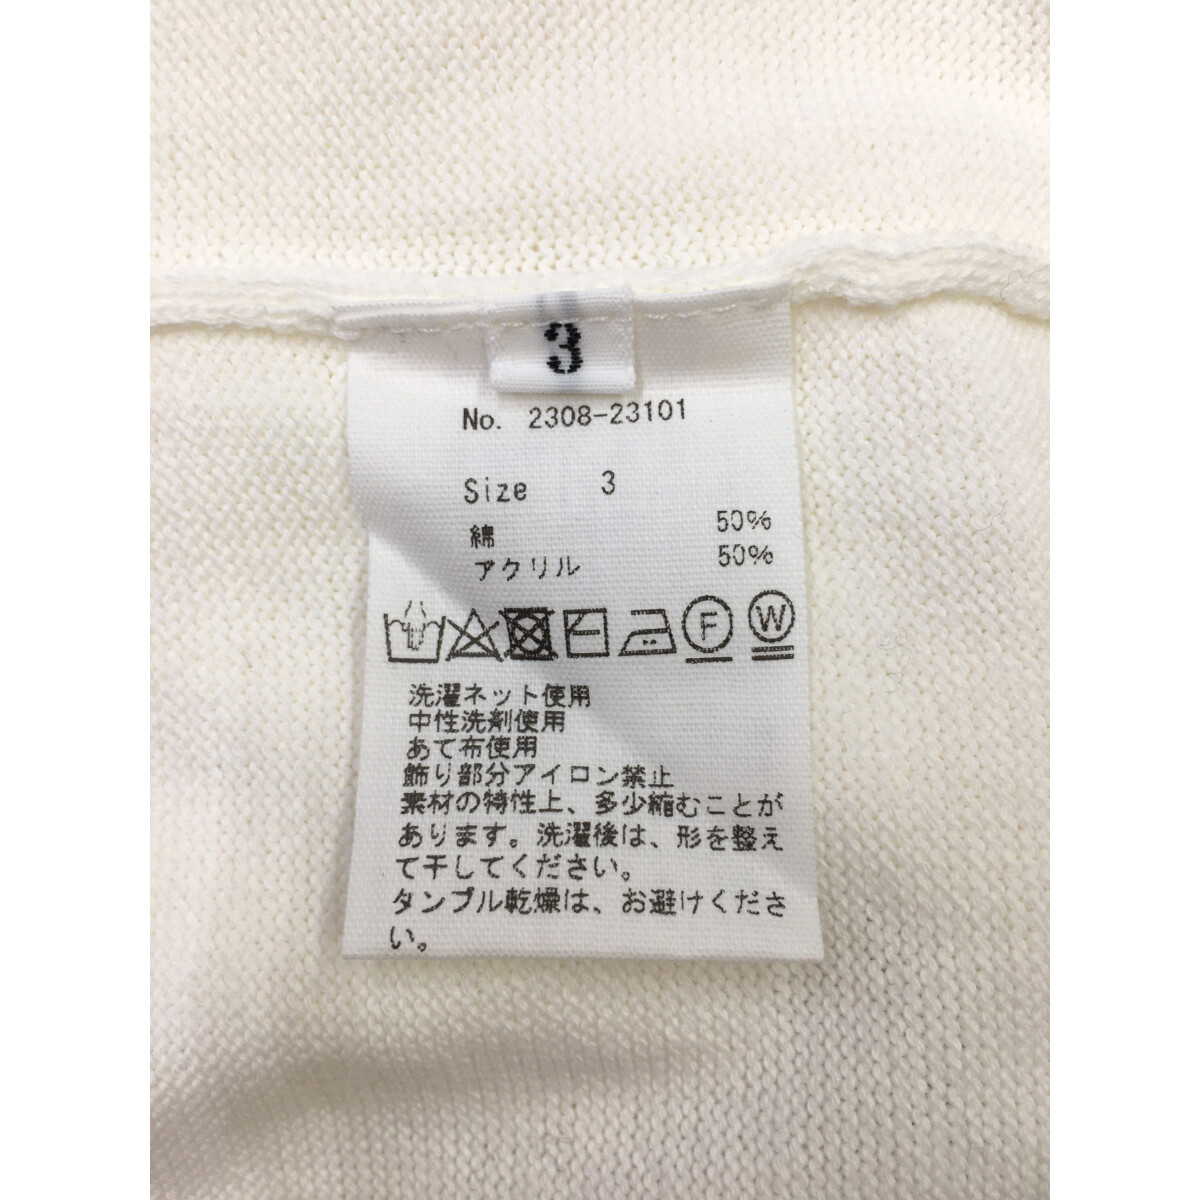 3
No. 2308-23101
Size 3
綿 50%
アクリル 50%
F W
洗濯ネット使用
中性洗剤使用
あて布使用
飾り部分アイロン禁止
素材の特性上、多少縮むことが
あります。洗濯後は、形を整え
て干してください。
タンブル乾燥は、お避けくださ
い。